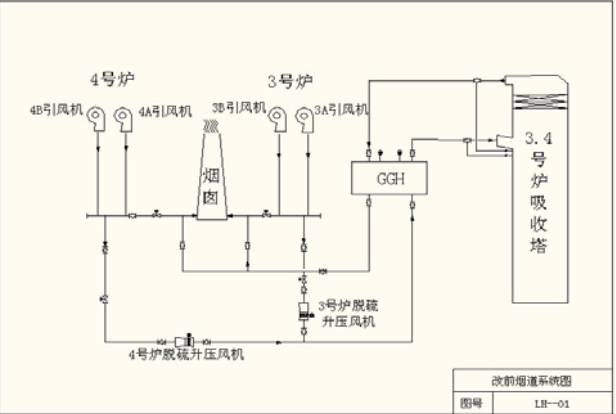 4号炉
3号炉
4B引风机
4A引风机
3B引风机
3A引风机
烟囱
GGH
3.4号炉吸收塔
3号炉脱硫
升压风机
4号炉脱硫升压风机
改前烟道系统图
图号
LH--01